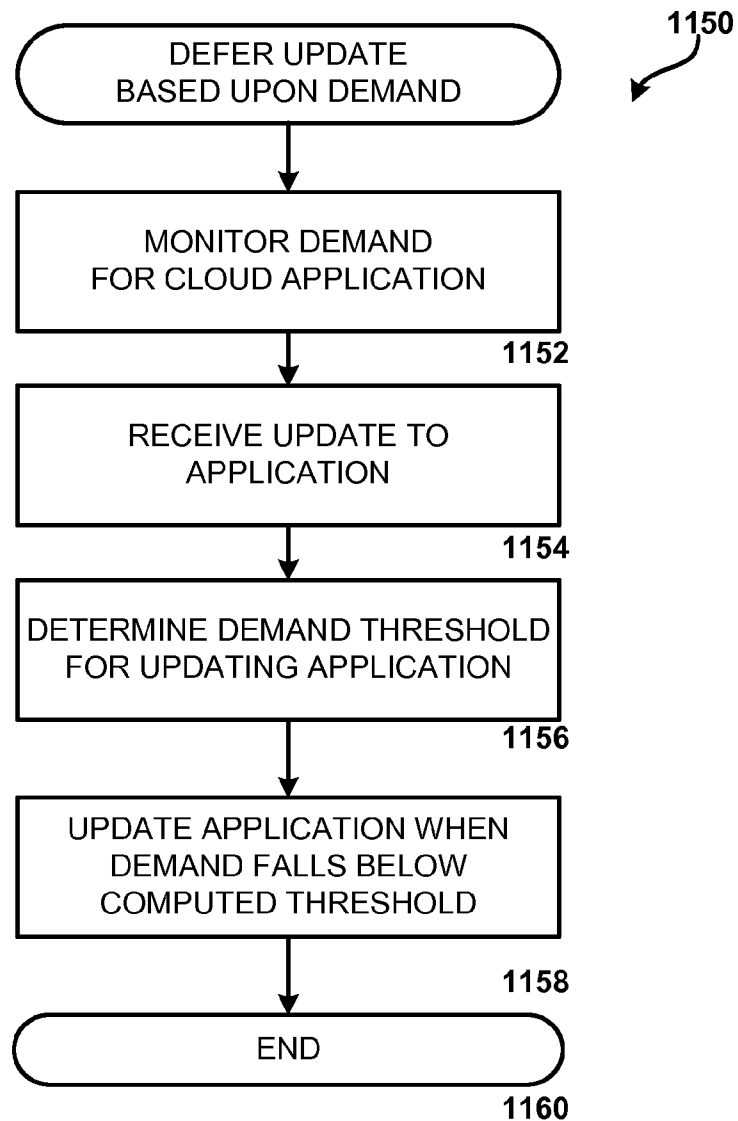 1150
DEFER UPDATE
BASED UPON DEMAND
MONITOR DEMAND
FOR CLOUD APPLICATION
1152
RECEIVE UPDATE TO
APPLICATION
1154
DETERMINE DEMAND THRESHOLD
FOR UPDATING APPLICATION
1156
UPDATE APPLICATION WHEN
DEMAND FALLS BELOW
COMPUTED THRESHOLD
1158
END
1160